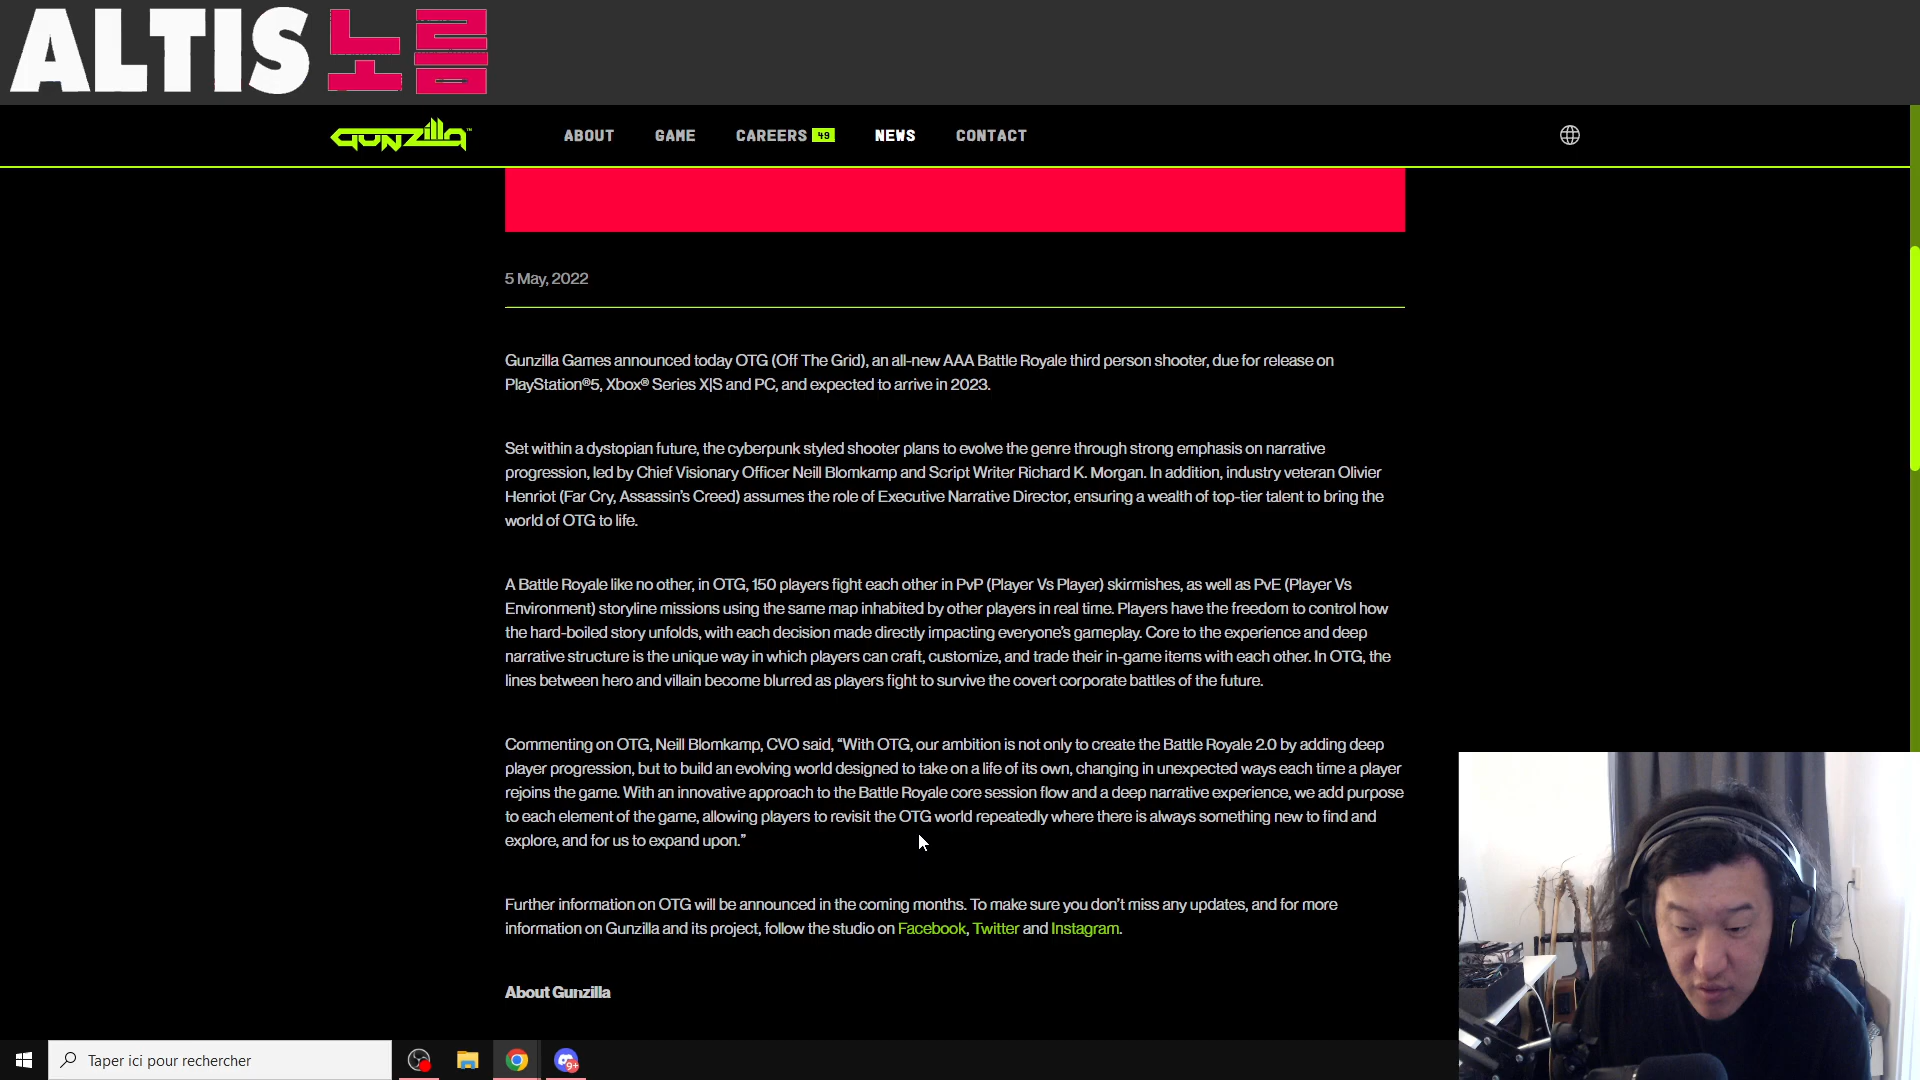 ALTIS 노름
GUNZilla™
ABOUT GAME CAREERS 49 NEWS CONTACT
5 May, 2022
Gunzilla Games announced today OTG (Off The Grid), an all-new AAA Battle Royale third person shooter, due for release on
PlayStation®5, Xbox® Series X|S and PC, and expected to arrive in 2023.
Set within a dystopian future, the cyberpunk styled shooter plans to evolve the genre through strong emphasis on narrative
progression, led by Chief Visionary Officer Neill Blomkamp and Script Writer Richard K. Morgan. In addition, industry veteran Olivier
Henriot (Far Cry, Assassin’s Creed) assumes the role of Executive Narrative Director, ensuring a wealth of top-tier talent to bring the
world of OTG to life.
A Battle Royale like no other, in OTG, 150 players fight each other in PvP (Player Vs Player) skirmishes, as well as PvE (Player Vs
Environment) storyline missions using the same map inhabited by other players in real time. Players have the freedom to control how
the hard-boiled story unfolds, with each decision made directly impacting everyone’s gameplay. Core to the experience and deep
narrative structure is the unique way in which players can craft, customize, and trade their in-game items with each other. In OTG, the
lines between hero and villain become blurred as players fight to survive the covert corporate battles of the future.
Commenting on OTG, Neill Blomkamp, CVO said, “With OTG, our ambition is not only to create the Battle Royale 2.0 by adding deep
player progression, but to build an evolving world designed to take on a life of its own, changing in unexpected ways each time a player
rejoins the game. With an innovative approach to the Battle Royale core session flow and a deep narrative experience, we add purpose
to each element of the game, allowing players to revisit the OTG world repeatedly where there is always something new to find and
explore, and for us to expand upon.”
Further information on OTG will be announced in the coming months. To make sure you don’t miss any updates, and for more
information on Gunzilla and its project, follow the studio on Facebook, Twitter and Instagram.
About Gunzilla
Taper ici pour rechercher
9+